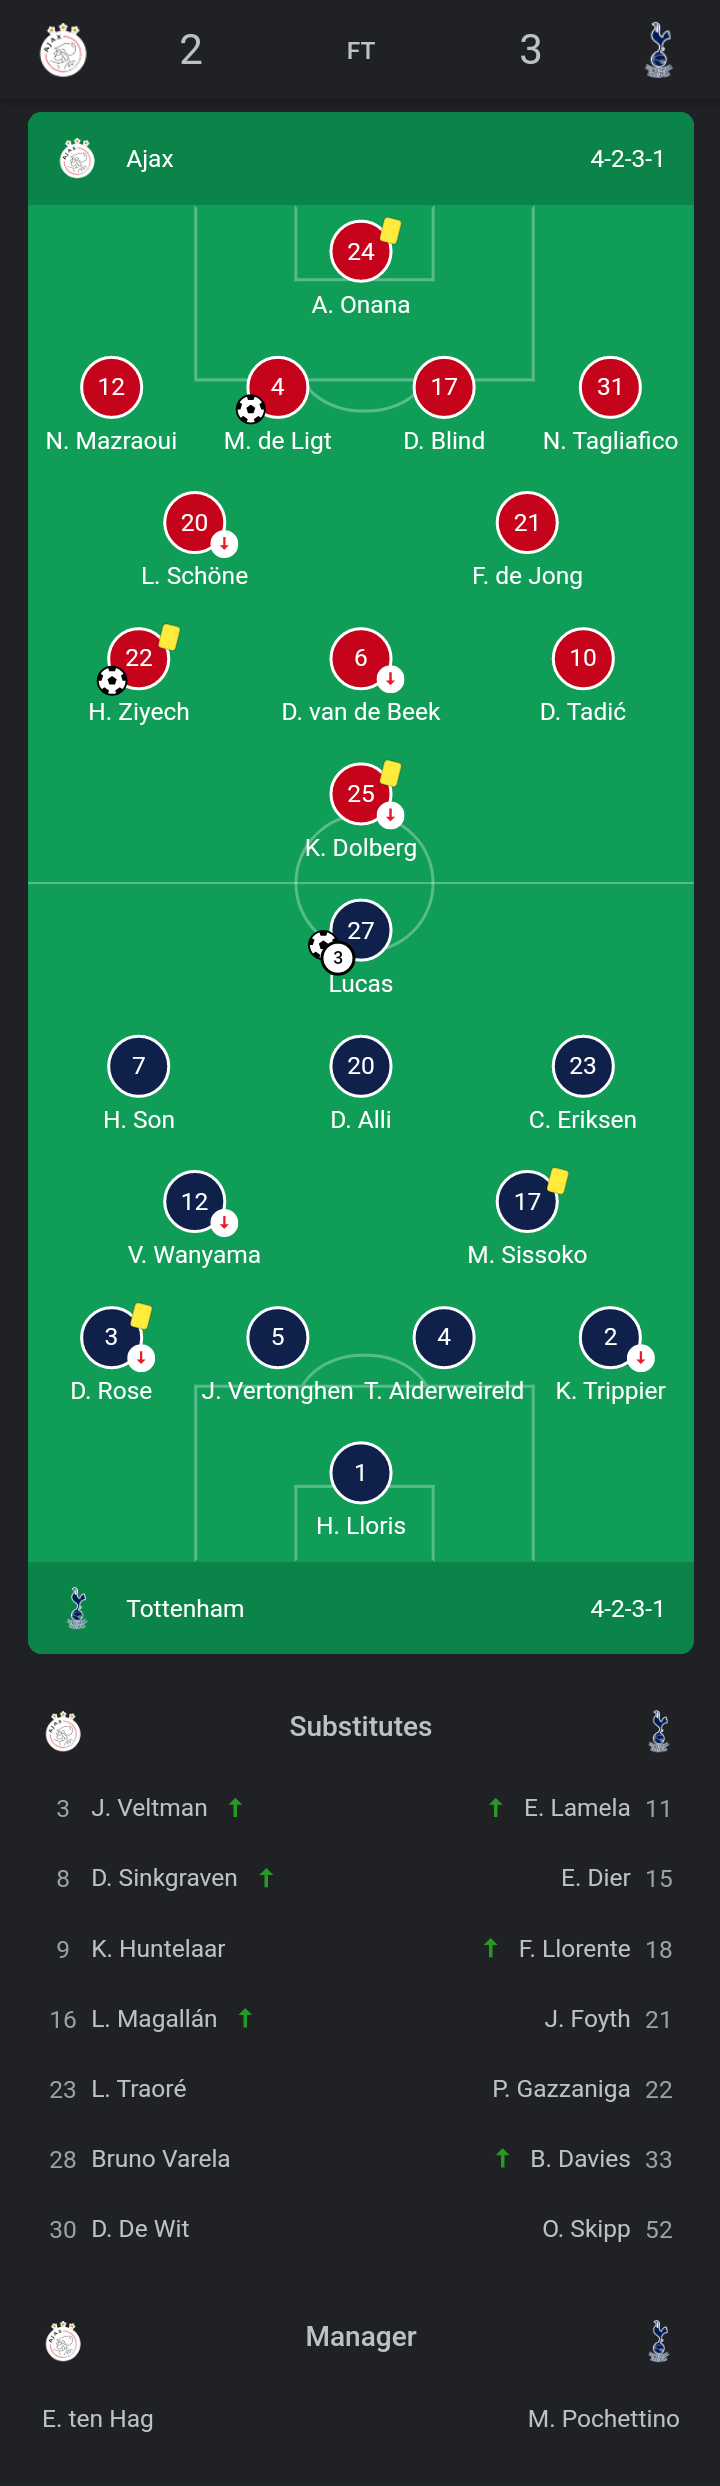 2 FT 3
Ajax 4-2-3-1
24
A. Onana
12 4 17 31
N. Mazraoui M. de Ligt D. Blind N. Tagliafico
20 21
L. Schöne F. de Jong
22 6 10
H. Ziyech D. van de Beek D. Tadić
25
K. Dolberg
27
3
Lucas
7 20 23
H. Son D. Alli C. Eriksen
12 17
V. Wanyama M. Sissoko
3 5 4 2
D. Rose J. Vertonghen T. Alderweireld K. Trippier
1
H. Lloris
Tottenham 4-2-3-1
Substitutes
3 J. Veltman E. Lamela 11
8 D. Sinkgraven E. Dier 15
9 K. Huntelaar F. Llorente 18
16 L. Magallán J. Foyth 21
23 L. Traoré P. Gazzaniga 22
28 Bruno Varela B. Davies 33
30 D. De Wit O. Skipp 52
Manager
E. ten Hag M. Pochettino